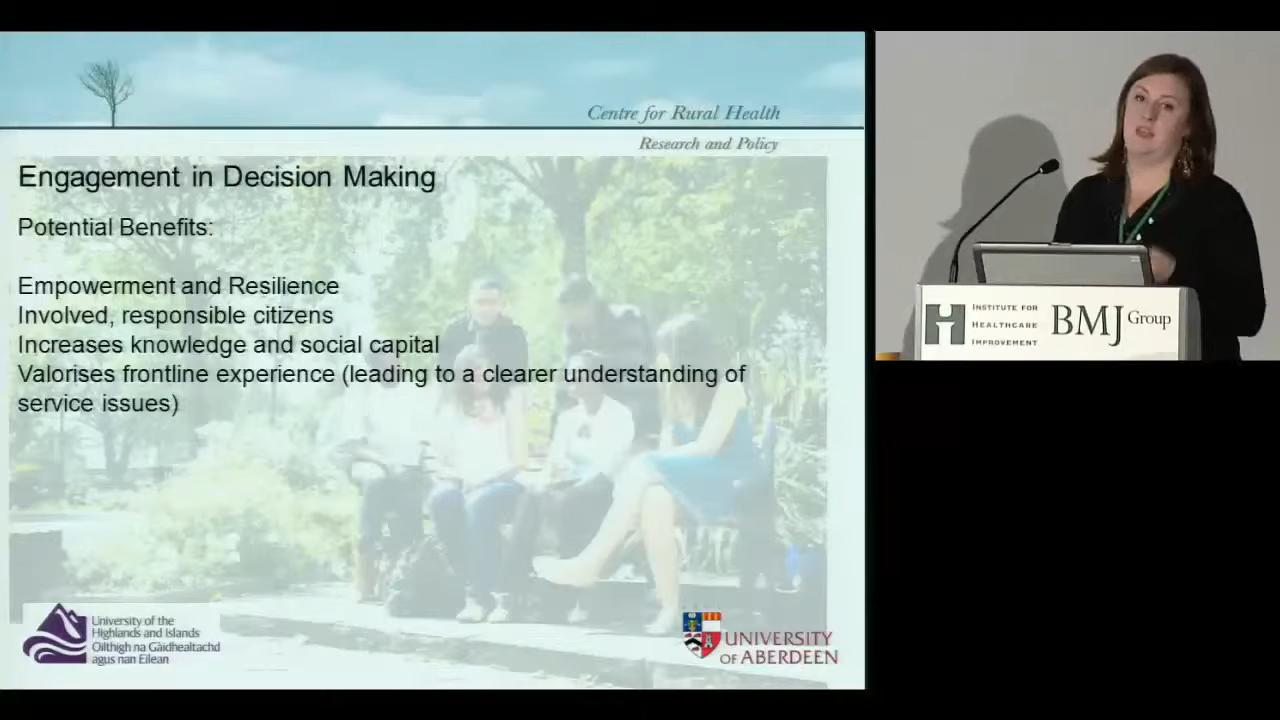 Centre for Rural Health
Research and Policy
Engagement in Decision Making
Potential Benefits:
Empowerment and Resilience
Involved, responsible citizens
Increases knowledge and social capital
Valorises frontline experience (leading to a clearer understanding of
service issues)
University of the
Highlands and Islands
Oilthigh na Gàidhealtachd
agus nan Eilean
UNIVERSITY
OF ABERDEEN
INSTITUTE FOR
HEALTHCARE
IMPROVEMENT
BMJ Group